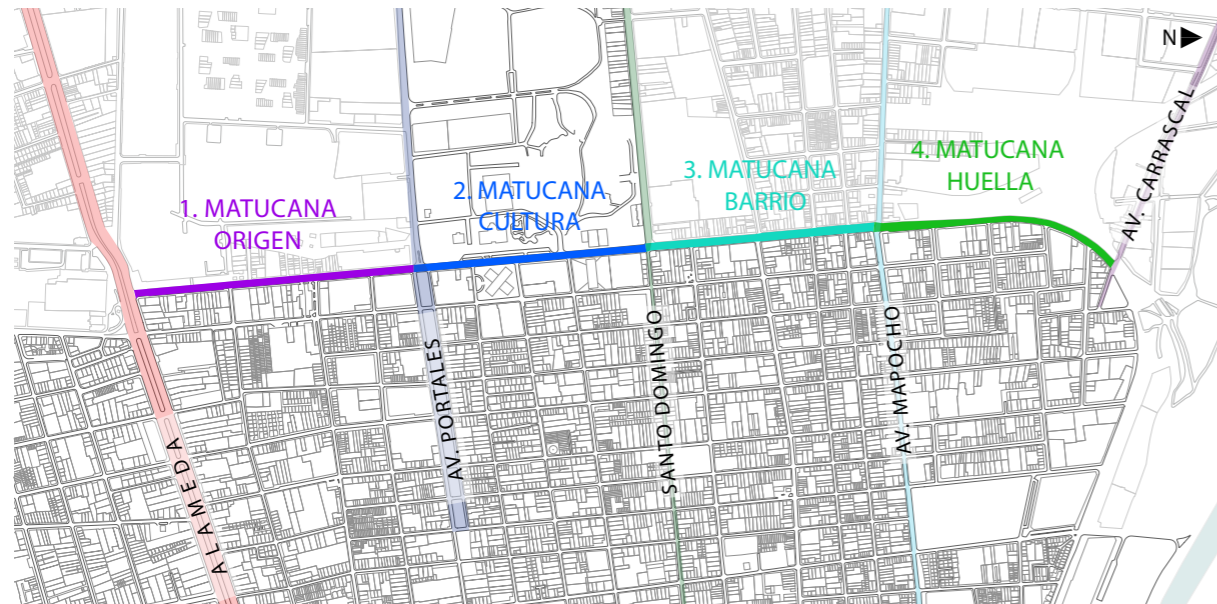 N
1. MATUCANA
ORIGEN
2. MATUCANA
CULTURA
3. MATUCANA
BARRIO
4. MATUCANA
HUELLA
ALAMEDA
AV. PORTALES
SANTO DOMINGO
AV. MAPOCHO
AV. CARRASCAL